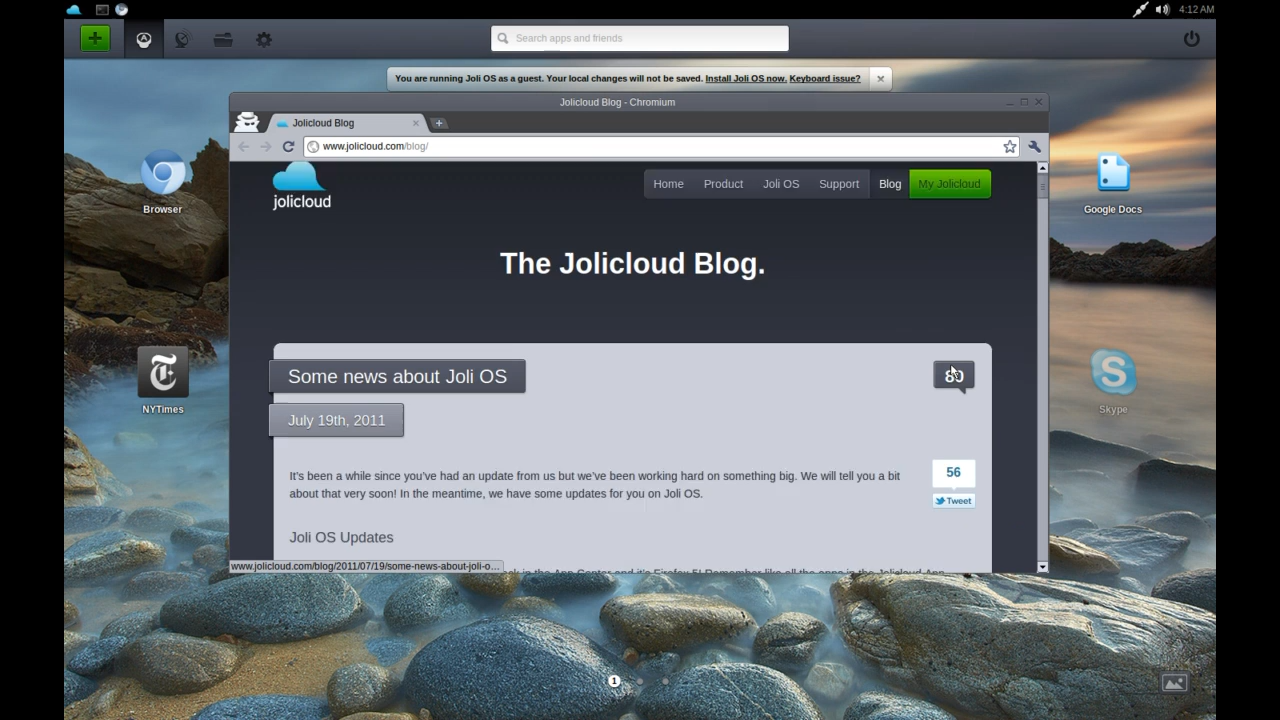 4:12 AM
Search apps and friends
You are running Joli OS as a guest. Your local changes will not be saved. Install Joli OS now. Keyboard issue?
Jolicloud Blog - Chromium
Jolicloud Blog
www.jolicloud.com/blog/
jolicloud
Home Product Joli OS Support Blog My Jolicloud
Browser
Google Docs
The Jolicloud Blog.
Some news about Joli OS
80
July 19th, 2011
NYTimes
Skype
It's been a while since you've had an update from us but we've been working hard on something big. We will tell you a bit
about that very soon! In the meantime, we have some updates for you on Joli OS.
56
Tweet
Joli OS Updates
www.jolicloud.com/blog/2011/07/19/some-news-about-joli-o...
1